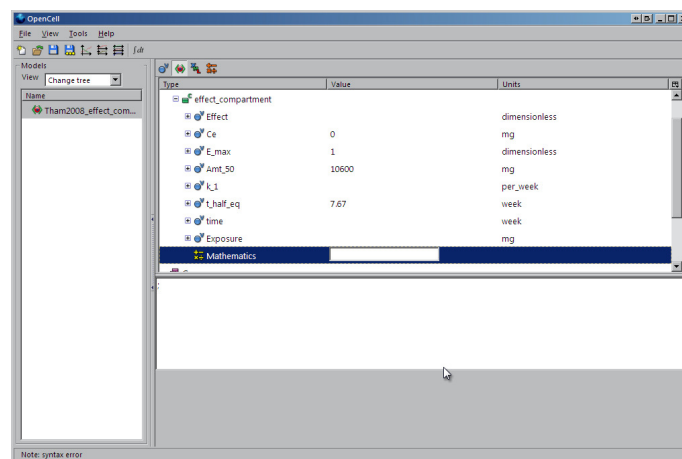 OpenCell
File View Tools Help
∫dt
Models
View Change tree
Name
Tham2008_effect_com...
Type Value Units
effect_compartment
Effect dimensionless
Ce 0 mg
E_max 1 dimensionless
Amt_50 10600 mg
k_1 per_week
t_half_eq 7.67 week
time week
Exposure mg
Mathematics
Note: syntax error